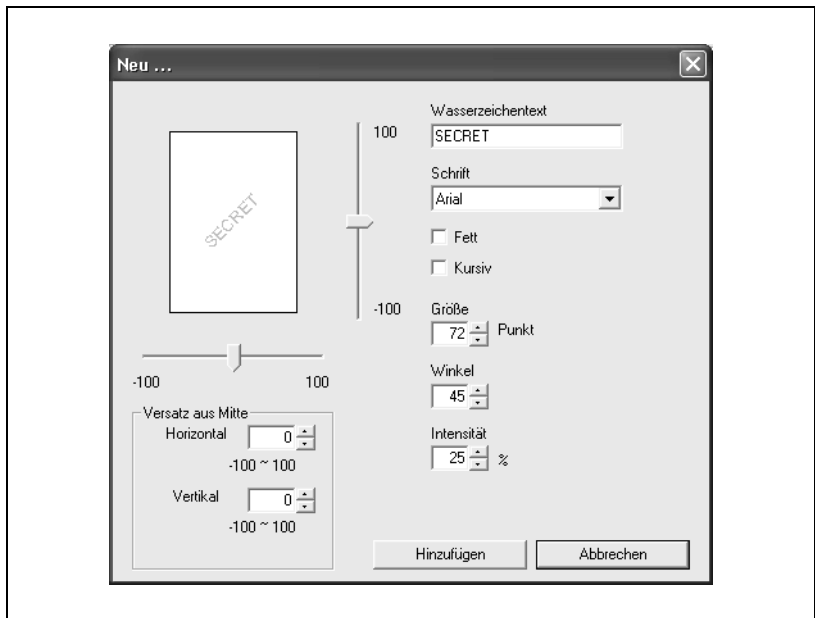 Neu ...
SECRET
100
-100
-100 100
Versatz aus Mitte
Horizontal 0
-100 ~ 100
Vertikal 0
-100 ~ 100
Wasserzeichentext
SECRET
Schrift
Arial
Fett
Kursiv
Größe
72 Punkt
Winkel
45
Intensität
25 %
Hinzufügen Abbrechen